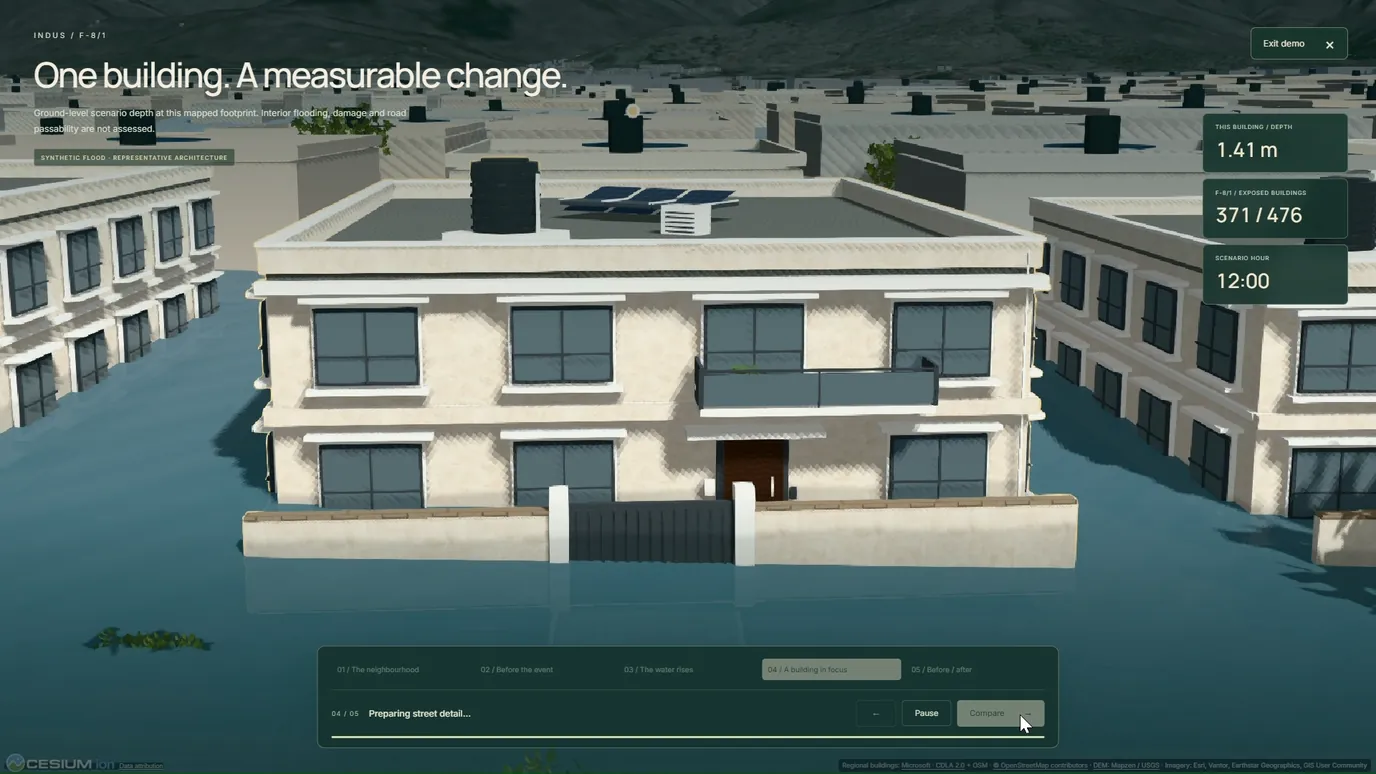 INDUS / F-8/1
One building. A measurable change.
Ground-level scenario depth at this mapped footprint. Interior flooding, damage and road
passability are not assessed.
SYNTHETIC FLOOD · REPRESENTATIVE ARCHITECTURE
Exit demo ×
THIS BUILDING / DEPTH
1.41 m
F-8/1 / EXPOSED BUILDINGS
371 / 476
SCENARIO HOUR
12:00
01 / The neighbourhood
02 / Before the event
03 / The water rises
04 / A building in focus
05 / Before / after
04 / 05 Preparing street detail...
← Pause Compare →
CESIUM ion Data attribution
Regional buildings: Microsoft · CDLA 2.0 + OSM · © OpenStreetMap contributors · DEM: Mapzen / USGS · Imagery: Esri, Vantor, Earthstar Geographics, GIS User Community